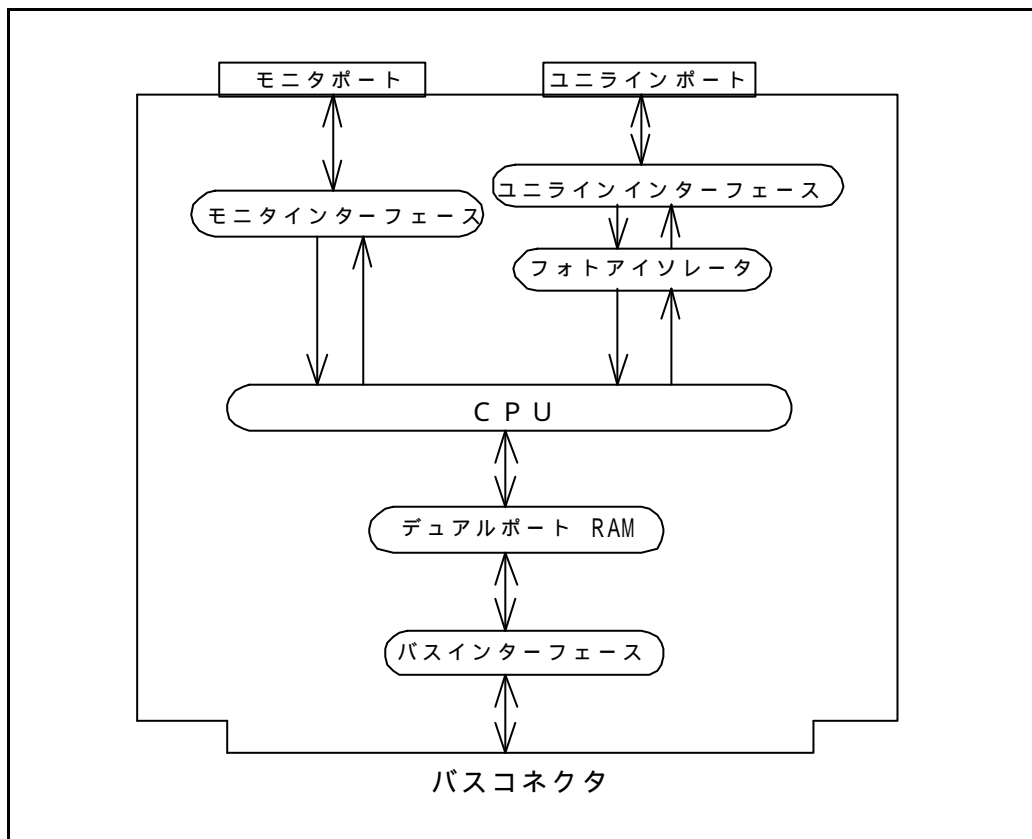 モニタポート
ユニラインポート
ユニラインインターフェース
モニタインターフェース
フォトアイソレータ
CPU
デュアルポート RAM
バスインターフェース
バスコネクタ